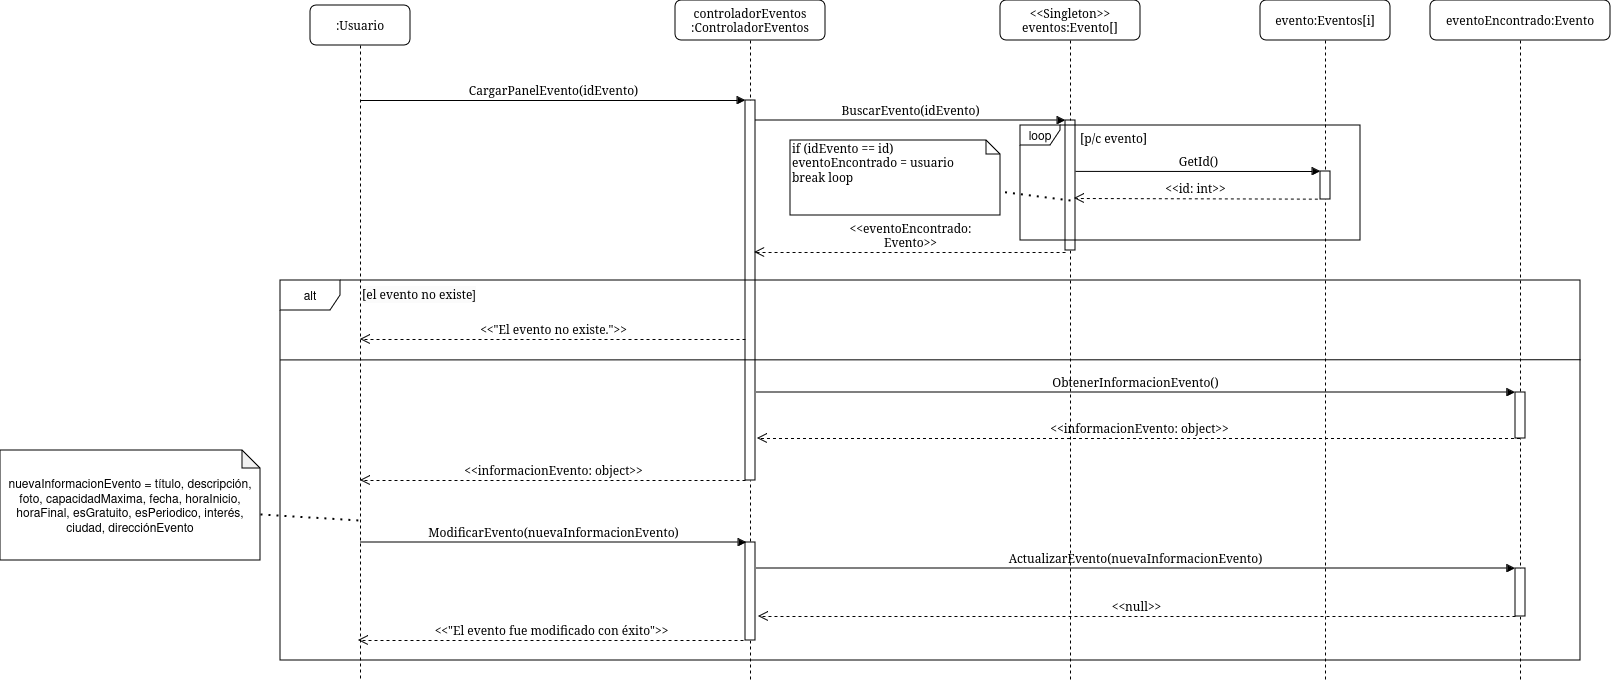 :Usuario
controladorEventos
:ControladorEventos
<<Singleton>>
eventos:Evento[]
evento:Eventos[i]
eventoEncontrado:Evento
CargarPanelEvento(idEvento)
BuscarEvento(idEvento)
loop
[p/c evento]
if (idEvento == id)
eventoEncontrado = usuario
break loop
GetId()
<<id: int>>
<<eventoEncontrado:
Evento>>
alt
[el evento no existe]
<<"El evento no existe.">>
ObtenerInformacionEvento()
<<informacionEvento: object>>
<<informacionEvento: object>>
nuevaInformacionEvento = título, descripción,
foto, capacidadMaxima, fecha, horaInicio,
horaFinal, esGratuito, esPeriodico, interés,
ciudad, direcciónEvento
ModificarEvento(nuevaInformacionEvento)
ActualizarEvento(nuevaInformacionEvento)
<<null>>
<<"El evento fue modificado con éxito">>